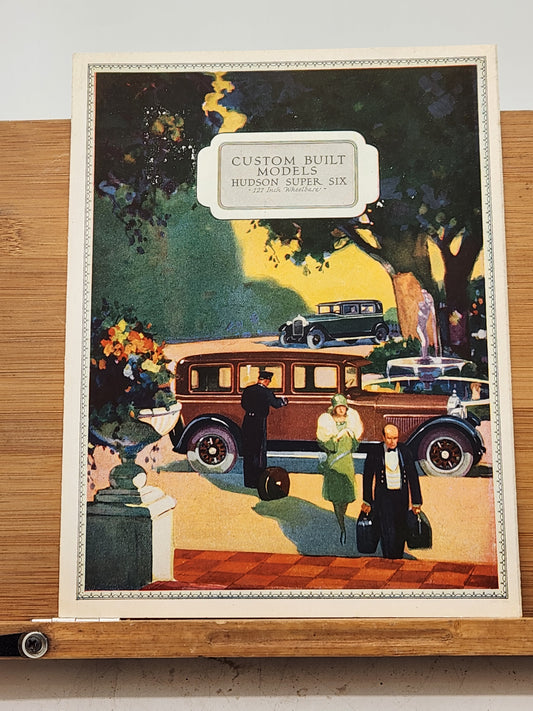 CUSTOM BUILT
MODELS
HUDSON SUPER SIX
· 127 Inch Wheelbase ·